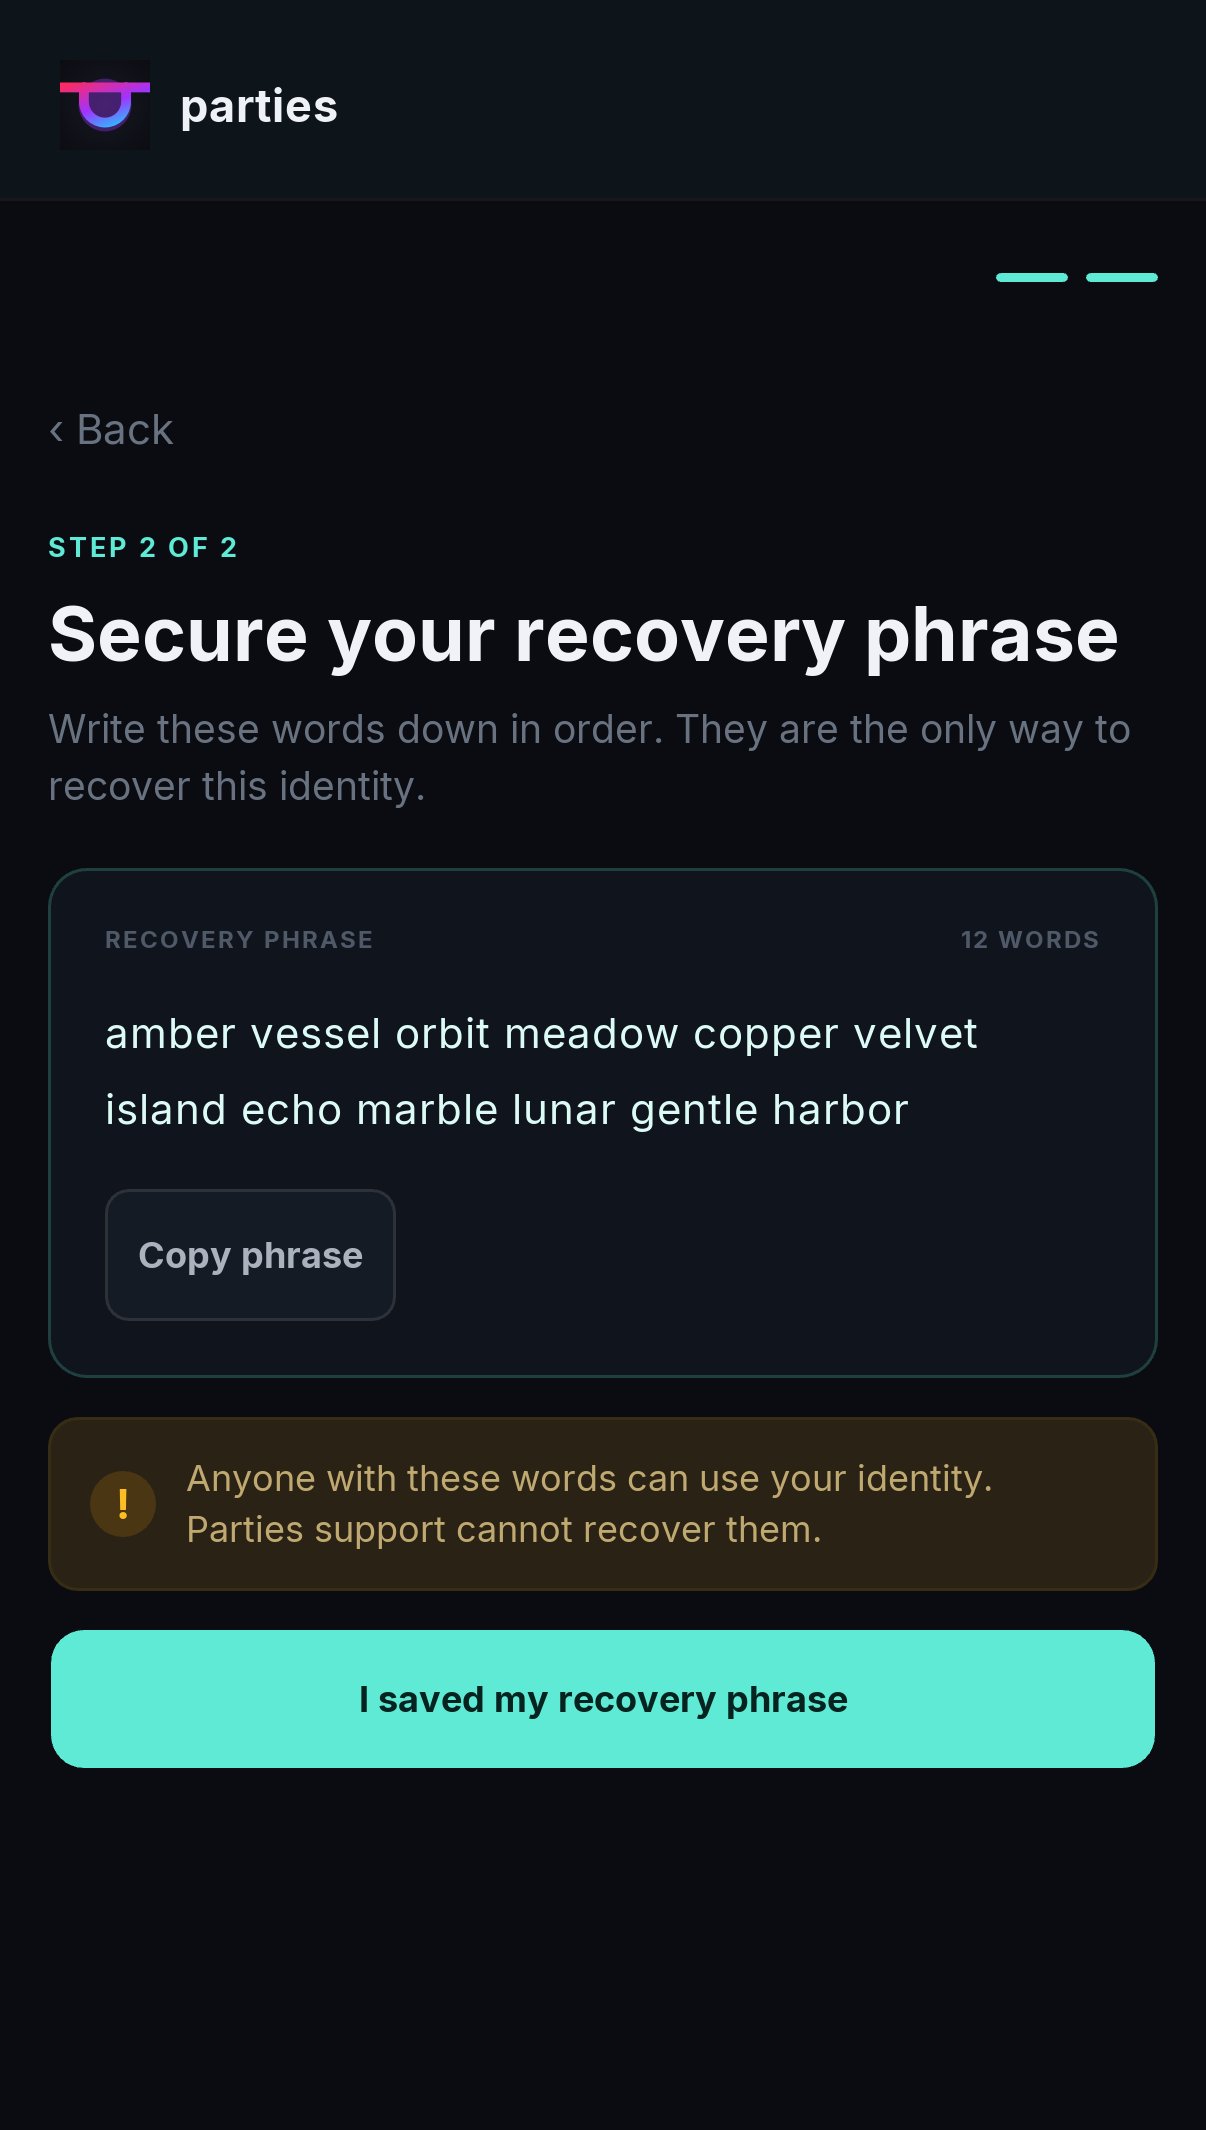 parties
‹ Back
STEP 2 OF 2
Secure your recovery phrase
Write these words down in order. They are the only way to
recover this identity.
RECOVERY PHRASE 12 WORDS
amber vessel orbit meadow copper velvet
island echo marble lunar gentle harbor
Copy phrase
! Anyone with these words can use your identity.
Parties support cannot recover them.
I saved my recovery phrase